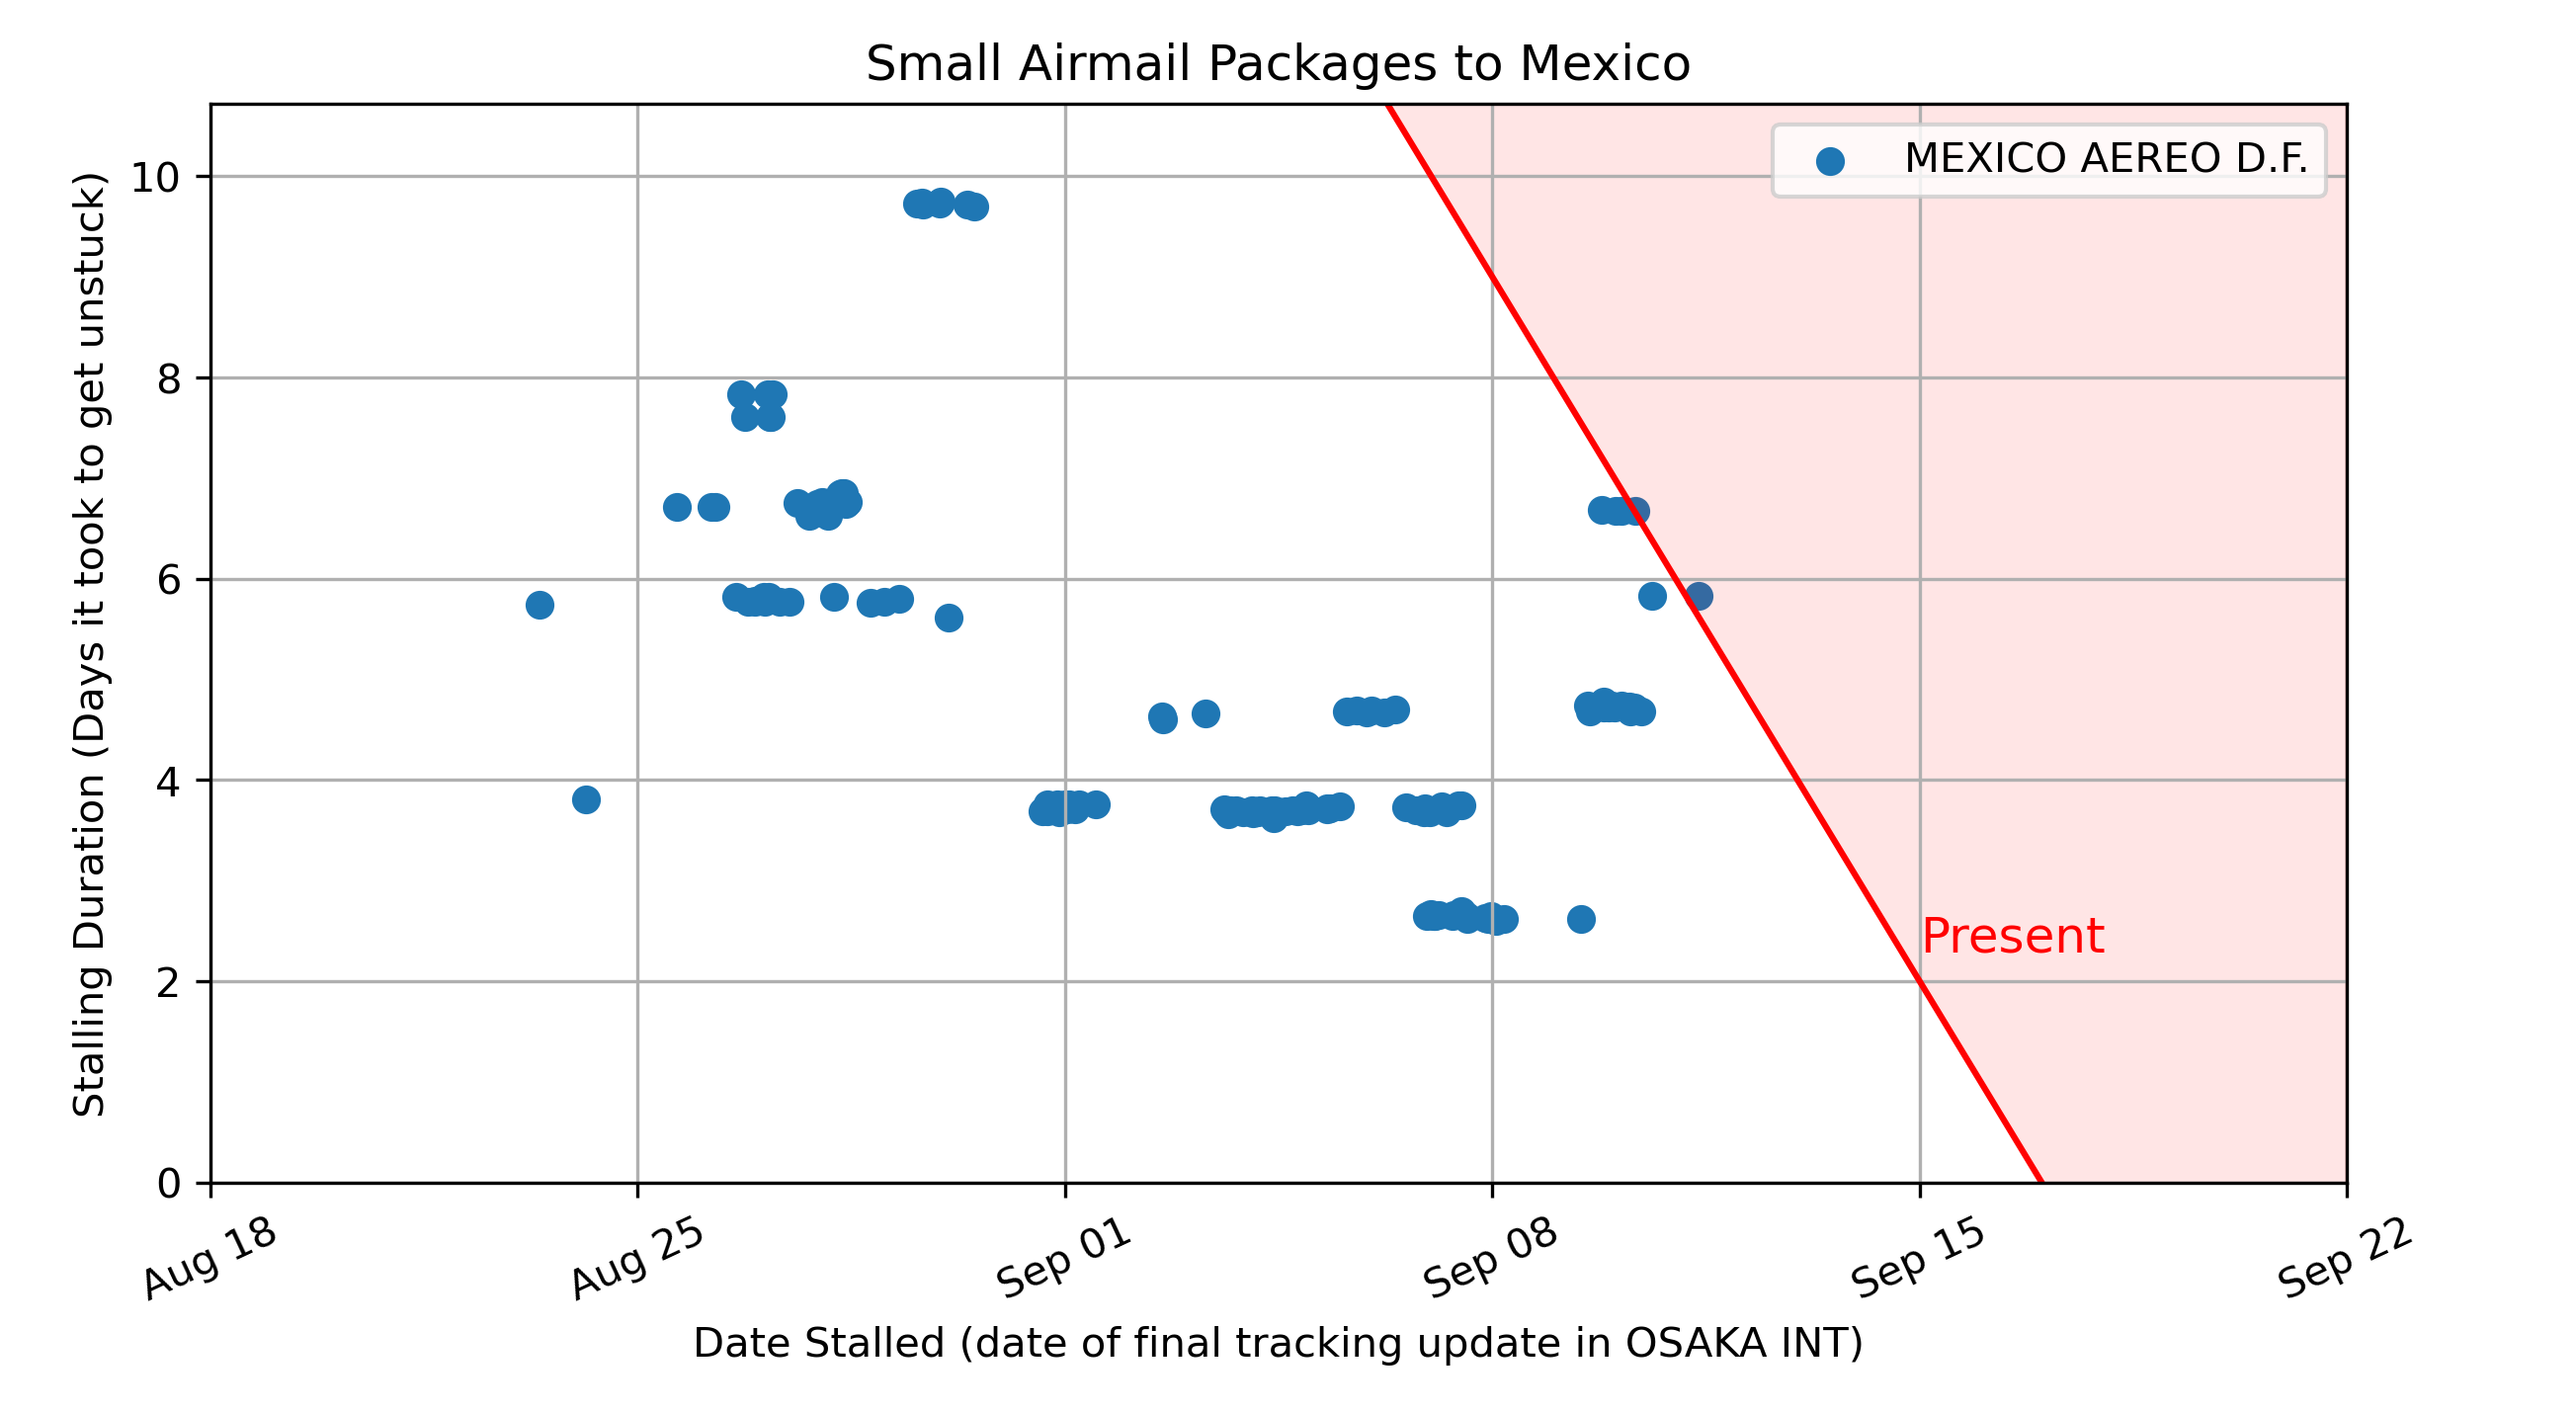 Small Airmail Packages to Mexico
MEXICO AEREO D.F.
Stalling Duration (Days it took to get unstuck)
10
8
6
4
2
0
Present
Aug 18
Aug 25
Sep 01
Sep 08
Sep 15
Sep 22
Date Stalled (date of final tracking update in OSAKA INT)